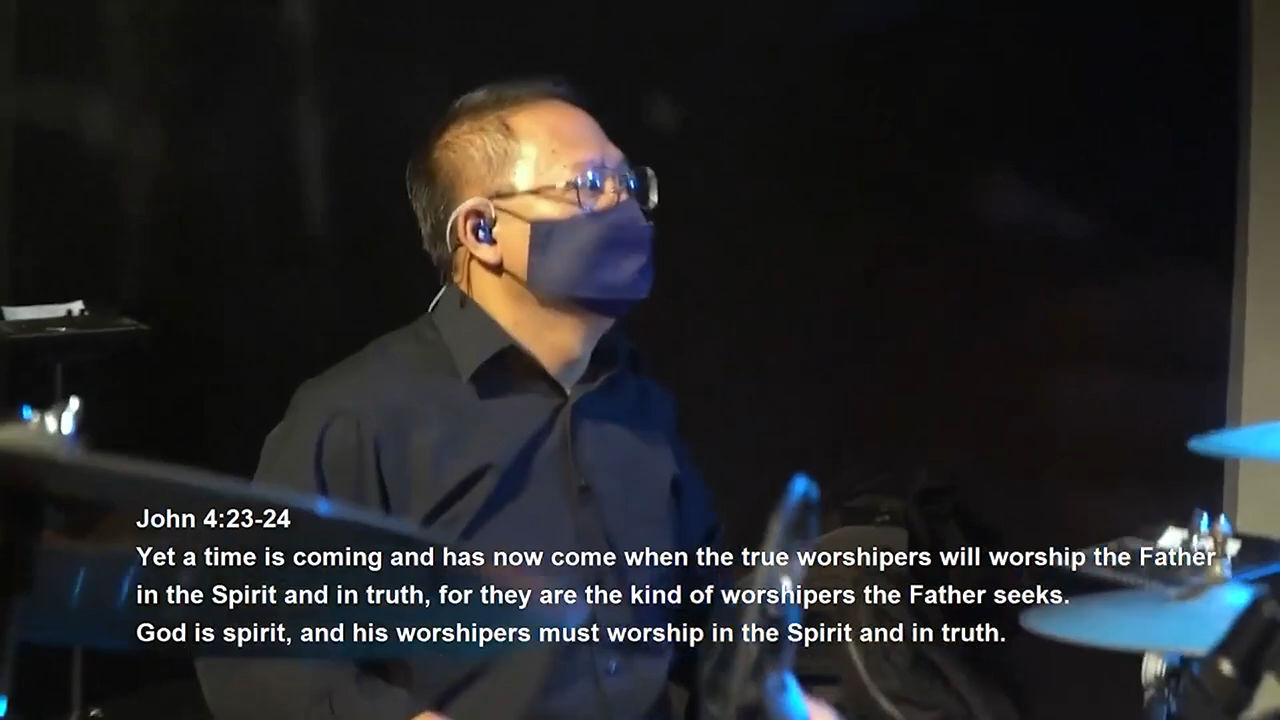 John 4:23-24
Yet a time is coming and has now come when the true worshipers will worship the Father
in the Spirit and in truth, for they are the kind of worshipers the Father seeks.
God is spirit, and his worshipers must worship in the Spirit and in truth.